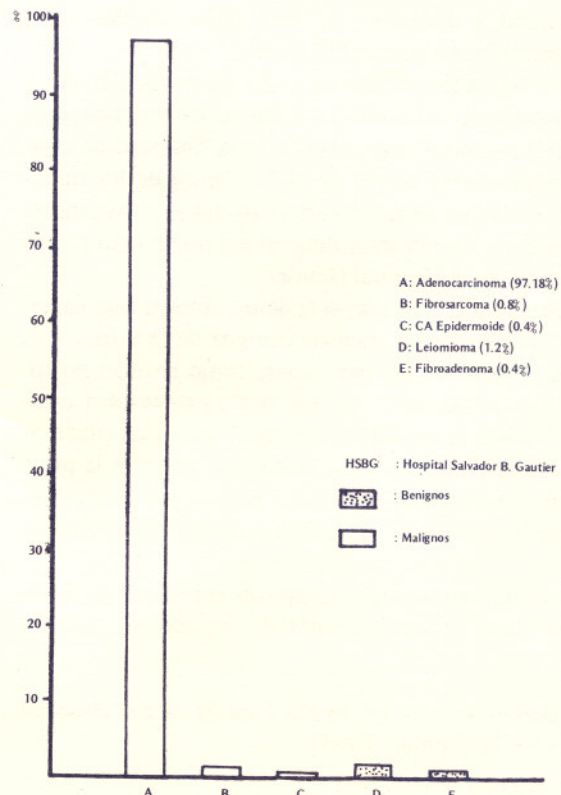 % 100
90
80
70
60
50
40
30
20
10
A: Adenocarcinoma (97.18%)
B: Fibrosarcoma (0.8%)
C: CA Epidermoide (0.4%)
D: Leiomioma (1.2%)
E: Fibroadenoma (0.4%)
HSBG : Hospital Salvador B. Gautier
: Benignos
: Malignos
A B C D E